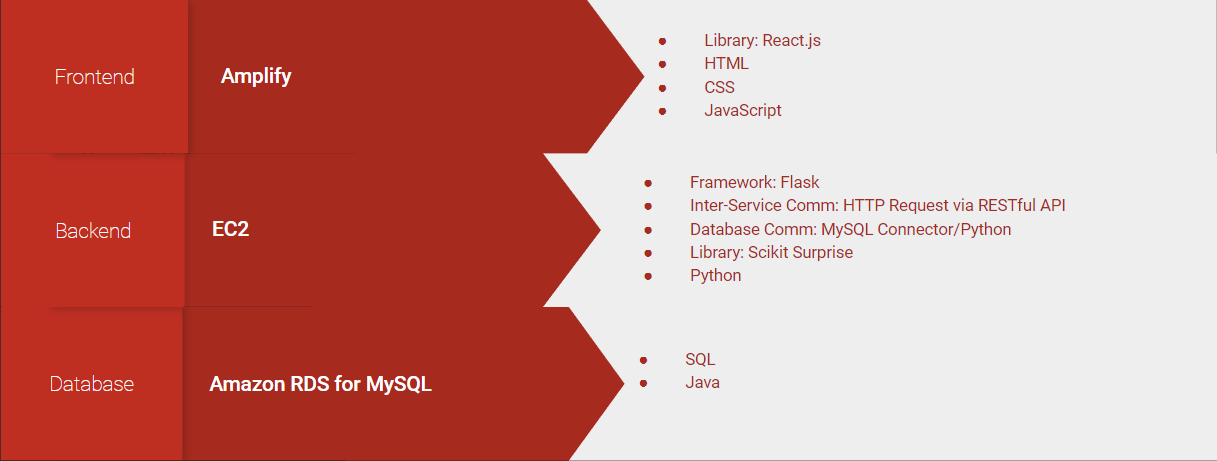 Frontend
Amplify
● Library: React.js
● HTML
● CSS
● JavaScript
Backend
EC2
● Framework: Flask
● Inter-Service Comm: HTTP Request via RESTful API
● Database Comm: MySQL Connector/Python
● Library: Scikit Surprise
● Python
Database
Amazon RDS for MySQL
● SQL
● Java